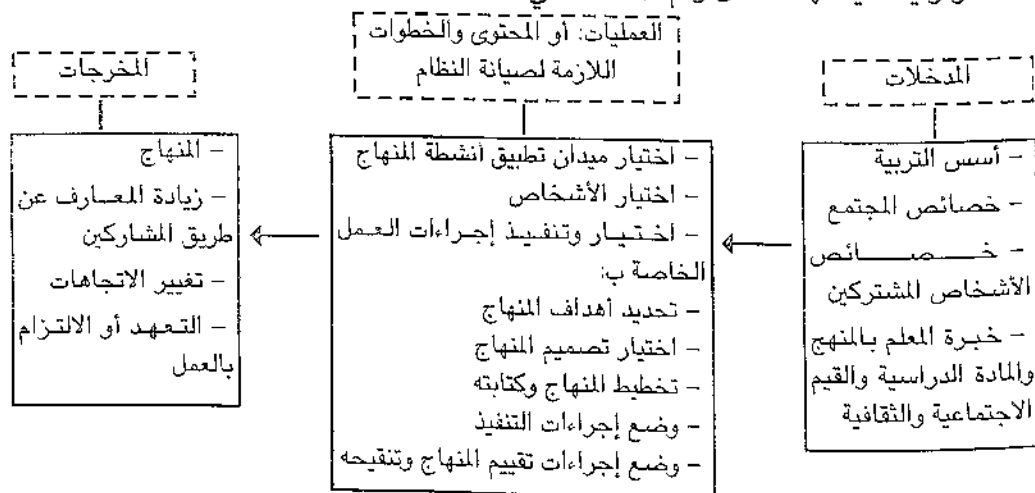 المدخلات
- أسس التربية
- خصائص المجتمع
- خصائص
الأشخاص المشتركين
- خبرة المعلم بالمنهج
والمادة الدراسية والقيم
الاجتماعية والثقافية
العمليات: أو المحتوى والخطوات
اللازمة لصيانة النظام
- اختيار ميدان تطبيق أنشطة المنهاج
- اختيار الأشخاص
- اختيار وتنفيذ إجراءات العمل
الخاصة ب:
- تحديد أهداف المنهاج
- اختيار تصميم المنهاج
- تخطيط المنهاج وكتابته
- وضع إجراءات التنفيذ
- وضع إجراءات تقييم المنهاج وتنقيحه
المخرجات
- المنهاج
- زيادة المعارف عن
طريق المشاركين
- تغيير الاتجاهات
- التعهد أو الالتزام
بالعمل